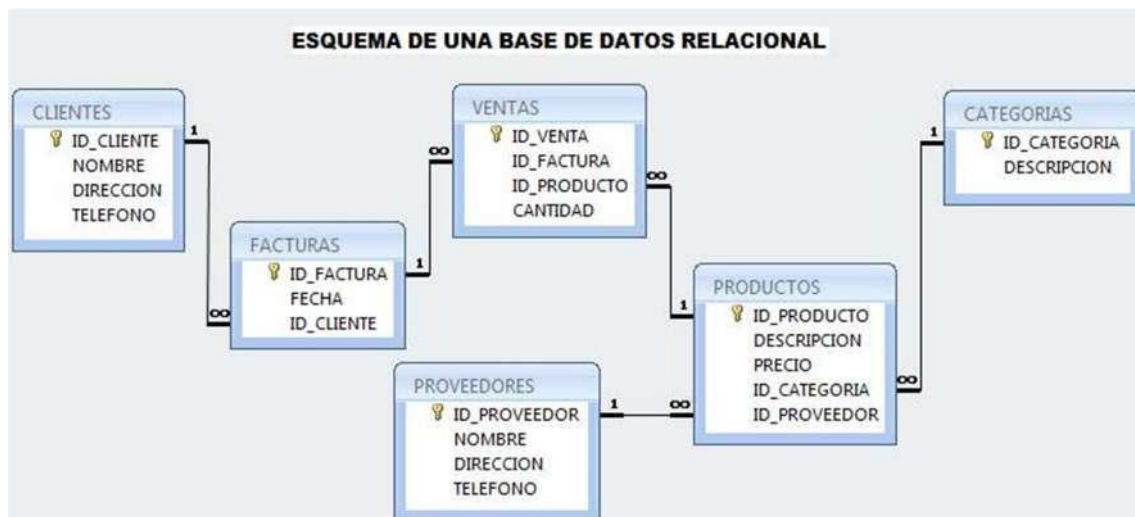 ESQUEMA DE UNA BASE DE DATOS RELACIONAL
CLIENTES
ID_CLIENTE
NOMBRE
DIRECCION
TELEFONO
1
∞
FACTURAS
ID_FACTURA
FECHA
ID_CLIENTE
1
∞
VENTAS
ID_VENTA
ID_FACTURA
ID_PRODUCTO
CANTIDAD
∞
1
PROVEEDORES
ID_PROVEEDOR
NOMBRE
DIRECCION
TELEFONO
1
∞
PRODUCTOS
ID_PRODUCTO
DESCRIPCION
PRECIO
ID_CATEGORIA
ID_PROVEEDOR
∞
1
CATEGORIAS
ID_CATEGORIA
DESCRIPCION